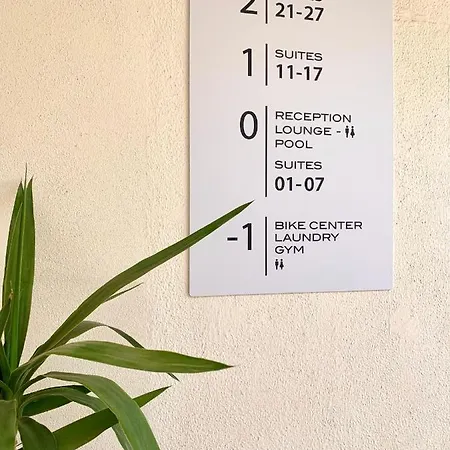 2
21-27
1
SUITES
11-17
0
RECEPTION
LOUNGE -
POOL
SUITES
01-07
-1
BIKE CENTER
LAUNDRY
GYM